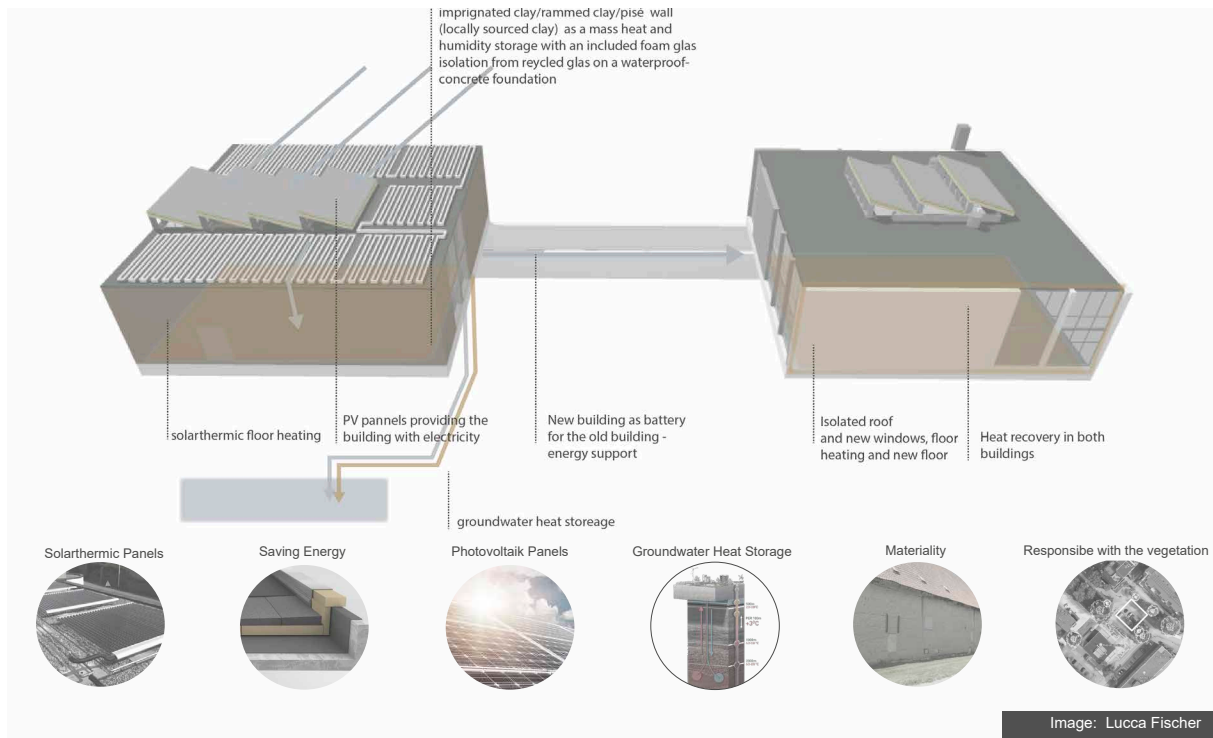 imprignated clay/rammed clay/pisé wall
(locally sourced clay) as a mass heat and
humidity storage with an included foam glas
isolation from reycled glas on a waterproof-
concrete foundation
solarthermic floor heating
PV pannels providing the
building with electricity
New building as battery
for the old building -
energy support
Isolated roof
and new windows, floor
heating and new floor
Heat recovery in both
buildings
groundwater heat storeage
Solarthermic Panels
Saving Energy
Photovoltaik Panels
Groundwater Heat Storage
Materiality
Responsibe with the vegetation
+3°C
Image: Lucca Fischer